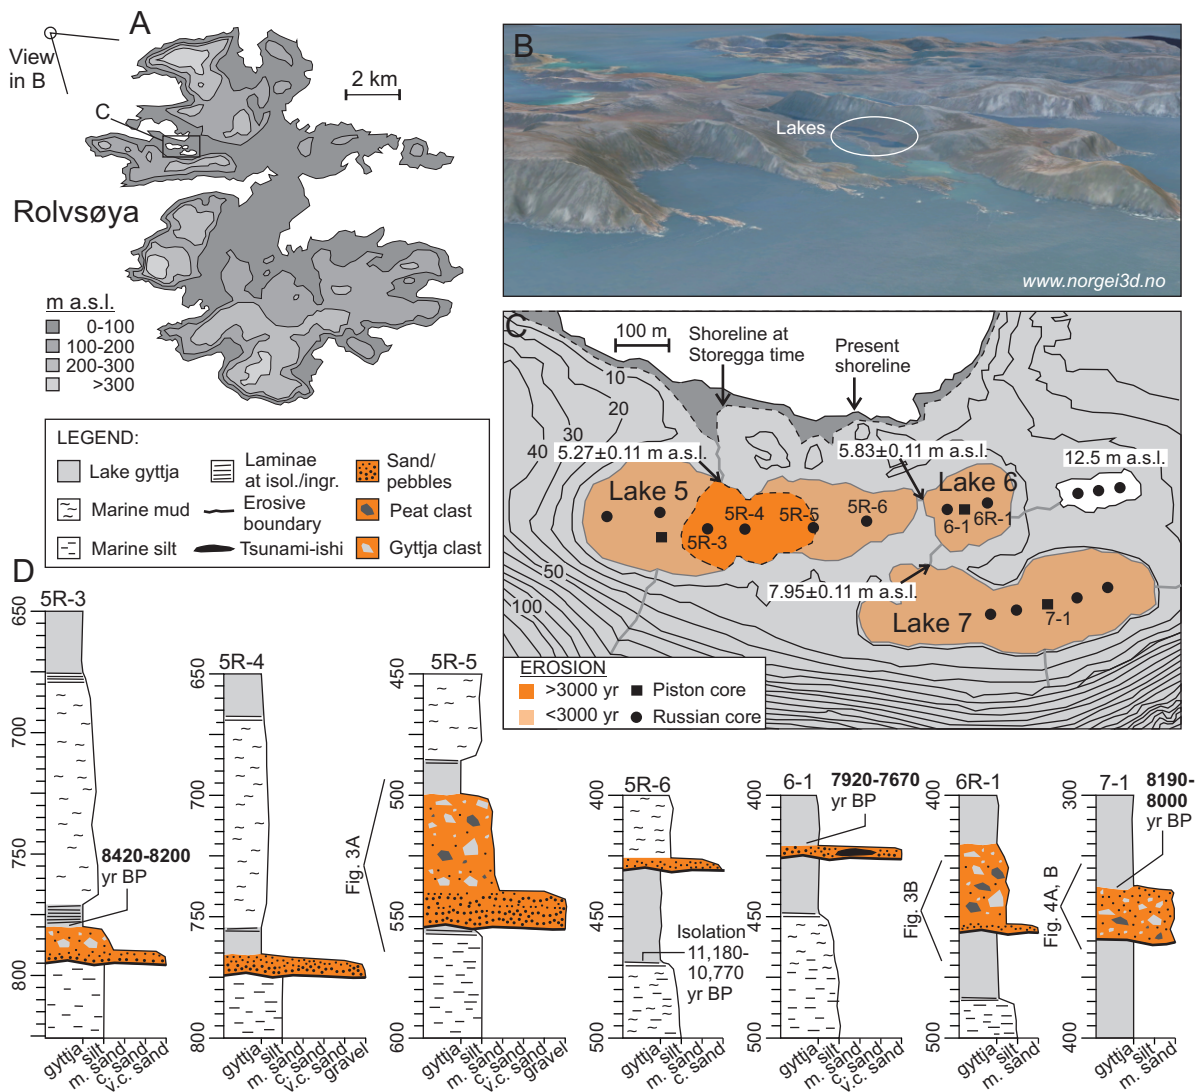 A
View
in B
2 km
C
Rolvsøya
m a.s.l.
0-100
100-200
200-300
>300
B
Lakes
www.norgei3d.no
C
100 m
Shoreline at
Storegga time
Present
shoreline
10
20
30
40
50
100
5.27±0.11 m a.s.l.
5.83±0.11 m a.s.l.
12.5 m a.s.l.
Lake 5
Lake 6
5R-3
5R-4
5R-5
5R-6
6-1
6R-1
7.95±0.11 m a.s.l.
Lake 7
7-1
EROSION
>3000 yr
Piston core
<3000 yr
Russian core
LEGEND:
Lake gyttja
Laminae
at isol./ingr.
Sand/
pebbles
Marine mud
Erosive
boundary
Peat clast
Marine silt
Tsunami-ishi
Gyttja clast
D
5R-3
650
700
750
800
8420-8200
yr BP
gyttja
silt
m. sand
c. sand
v.c. sand
5R-4
650
700
750
800
gyttja
silt
m. sand
c. sand
v.c. sand
gravel
5R-5
450
500
550
600
Fig. 3A
gyttja
silt
m. sand
c. sand
v.c. sand
gravel
5R-6
400
450
500
Isolation
11,180-
10,770
yr BP
gyttja
silt
m. sand
c. sand
6-1
400
450
500
7920-7670
yr BP
gyttja
silt
m. sand
c. sand
v.c. sand
6R-1
400
450
500
Fig. 3B
gyttja
silt
m. sand
7-1
300
400
8190-
8000
yr BP
Fig. 4A, B
gyttja
silt
m. sand
c. sand